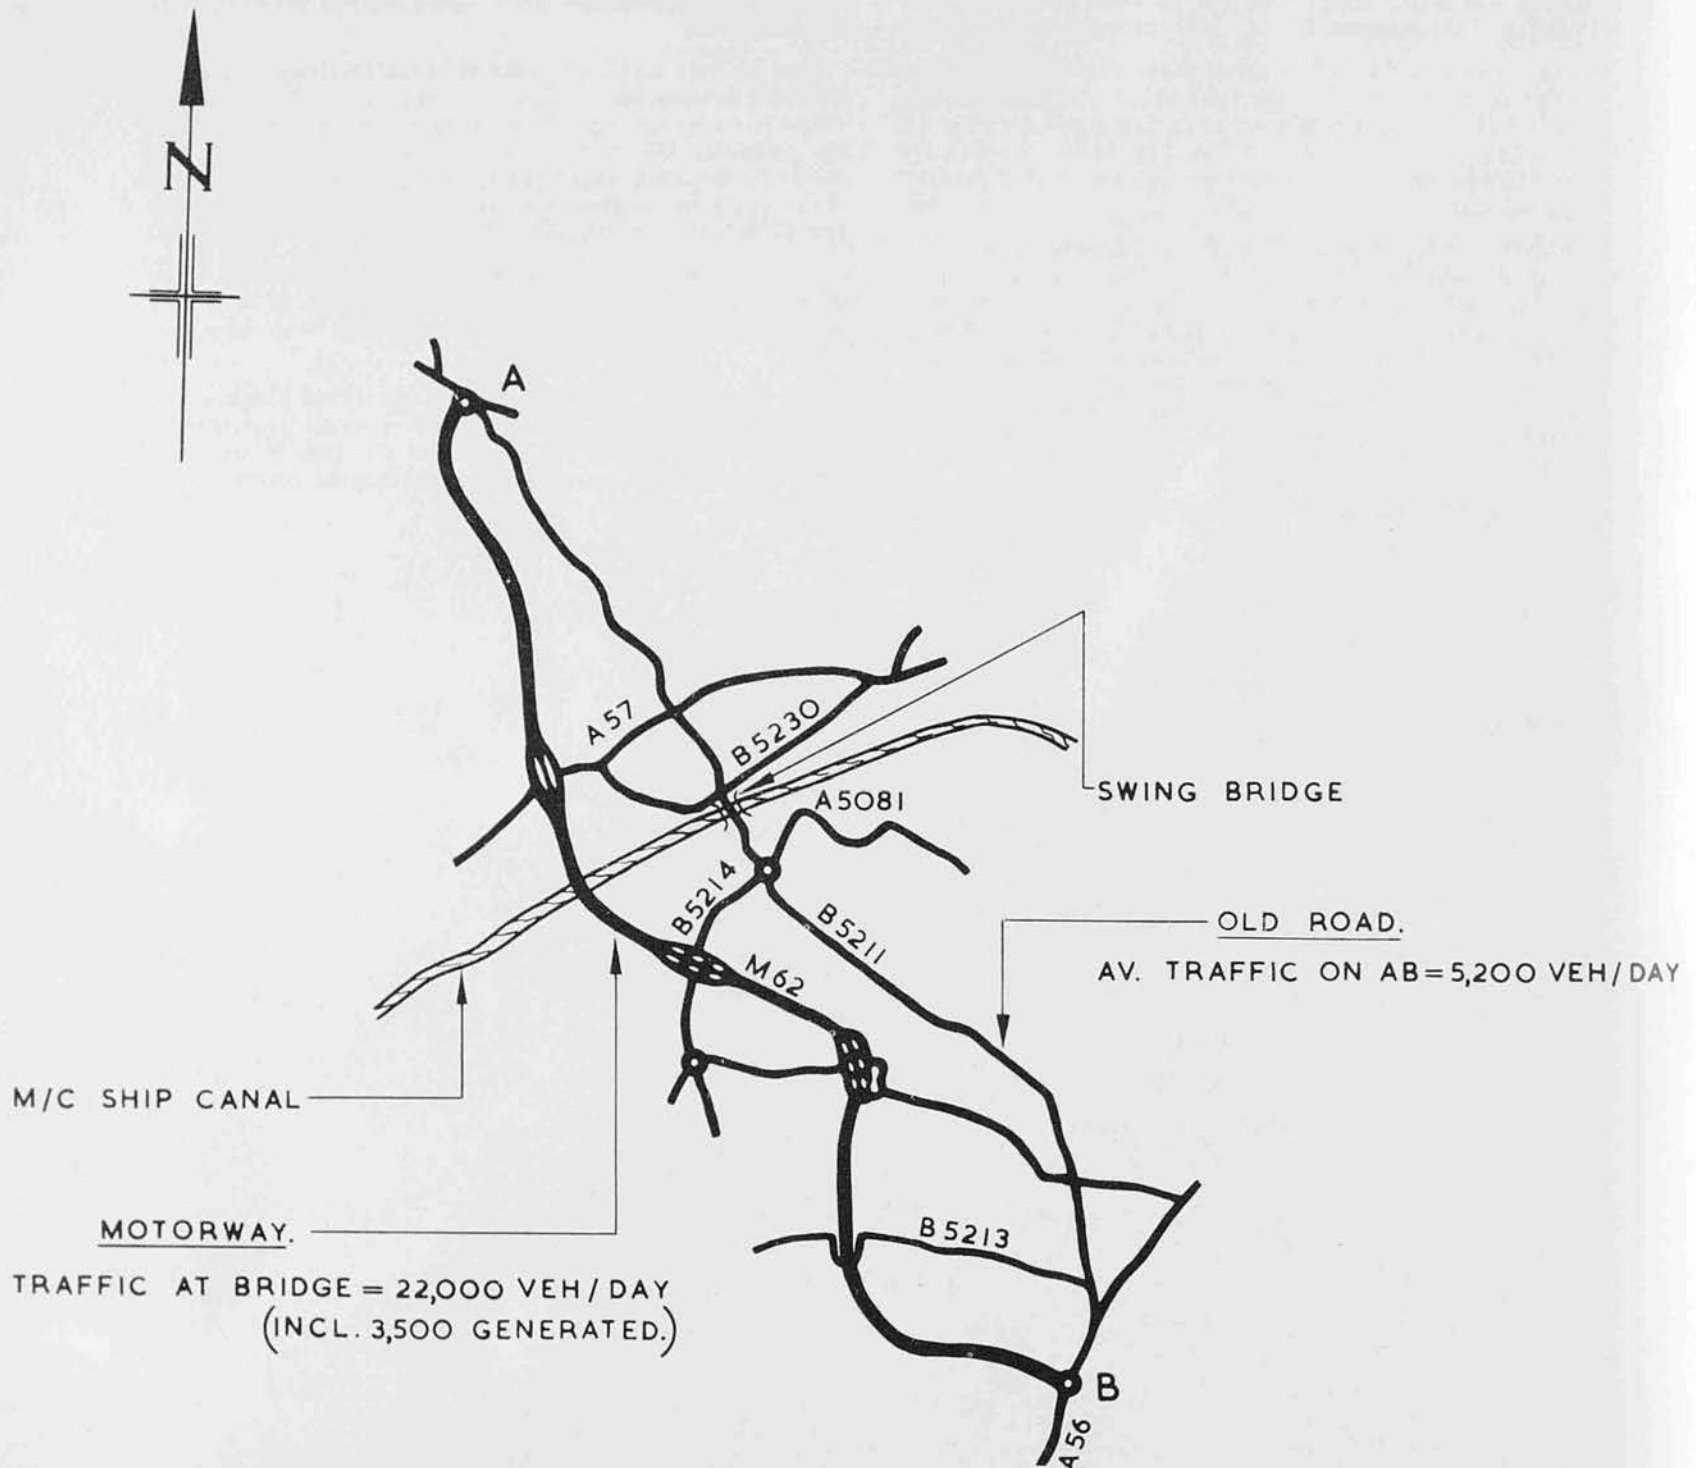 N
A
A57
B5230
SWING BRIDGE
A5081
B5214
B5211
OLD ROAD.
AV. TRAFFIC ON AB=5,200 VEH/DAY
M62
M/C SHIP CANAL
MOTORWAY.
TRAFFIC AT BRIDGE = 22,000 VEH/DAY
(INCL. 3,500 GENERATED.)
B5213
B
A56